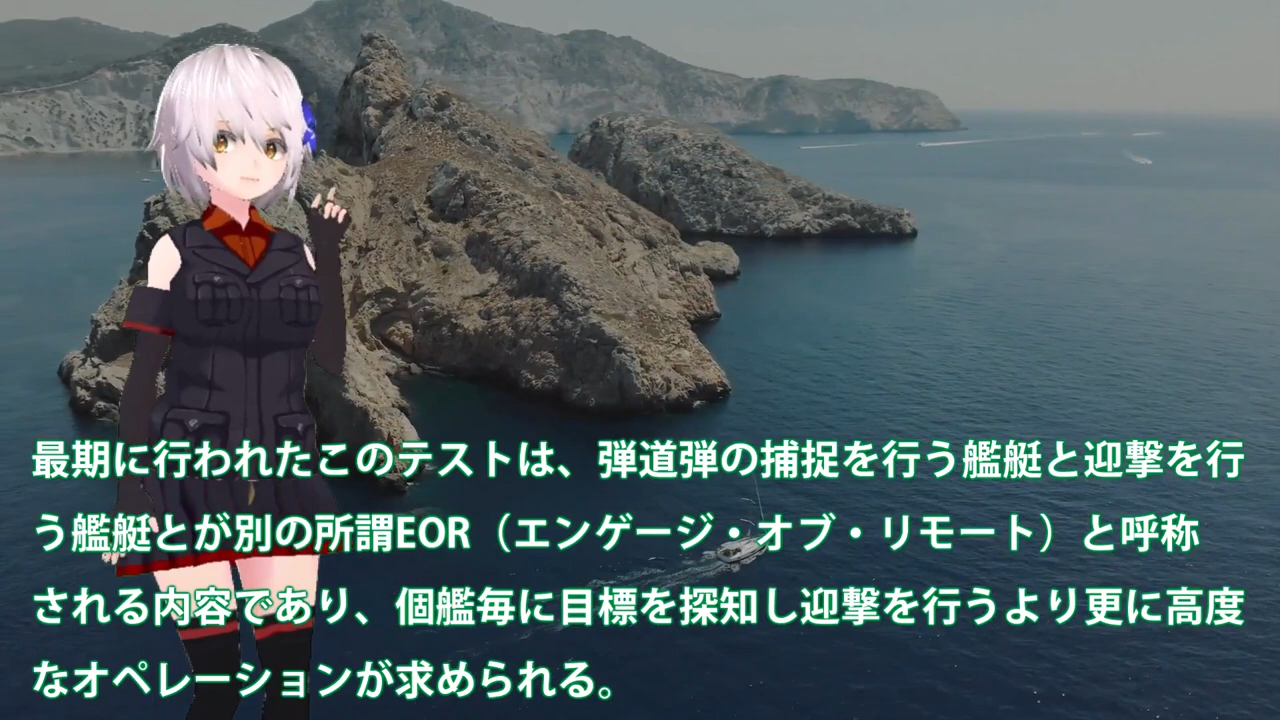 最期に行われたこのテストは、弾道弾の捕捉を行う艦艇と迎撃を行
う艦艇とが別の所謂EOR（エンゲージ・オブ・リモート）と呼称
される内容であり、個艦毎に目標を探知し迎撃を行うより更に高度
なオペレーションが求められる。